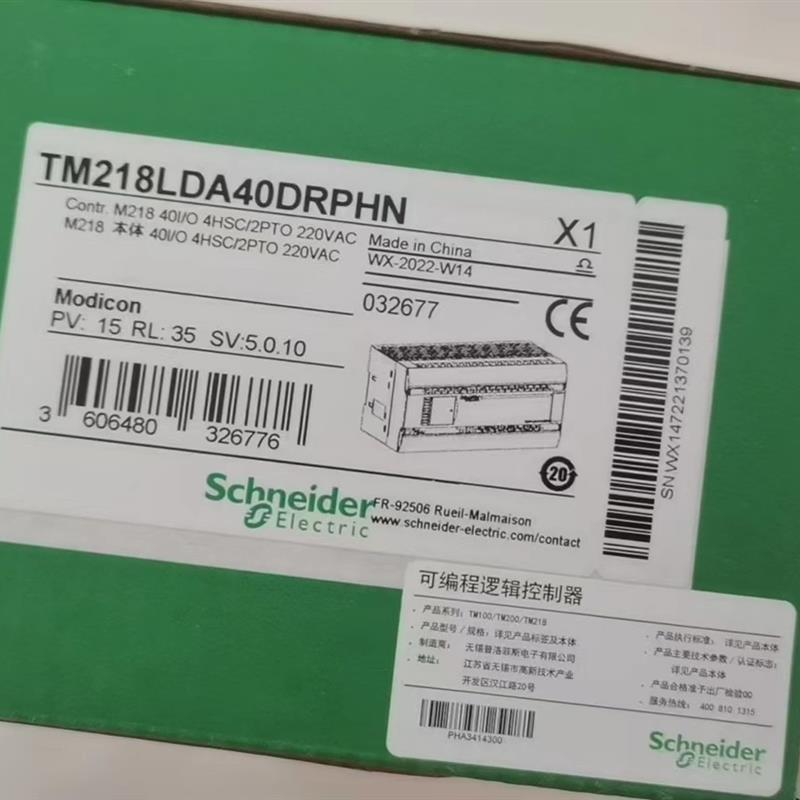 TM218LDA40DRPHN
Contr. M218 40I/O 4HSC/2PTO 220VAC
M218 本体 40I/O 4HSC/2PTO 220VAC
X1
Made in China
WX-2022-W14
032677
CE
Modicon
PV: 15 RL: 35 SV:5.0.10
3 606480 326776
20
Schneider
Electric
FR-92506 Rueil-Malmaison
www.schneider-electric.com/contact
SNWX147221370139
可编程逻辑控制器
· 产品系列: TM100/TM200/TM218
· 产品型号/规格: 详见产品标签及本体
· 制造商: 无锡普洛菲斯电子有限公司
· 地址: 江苏省无锡市高新技术产业
开发区汉江路20号
· 产品执行标准: 详见产品本体
· 产品主要技术参数/认证标志:
详见产品本体
· 产品合格准予出厂检验00
· 服务热线: 400 810 1315
PHA3414300
Schneider
Electric